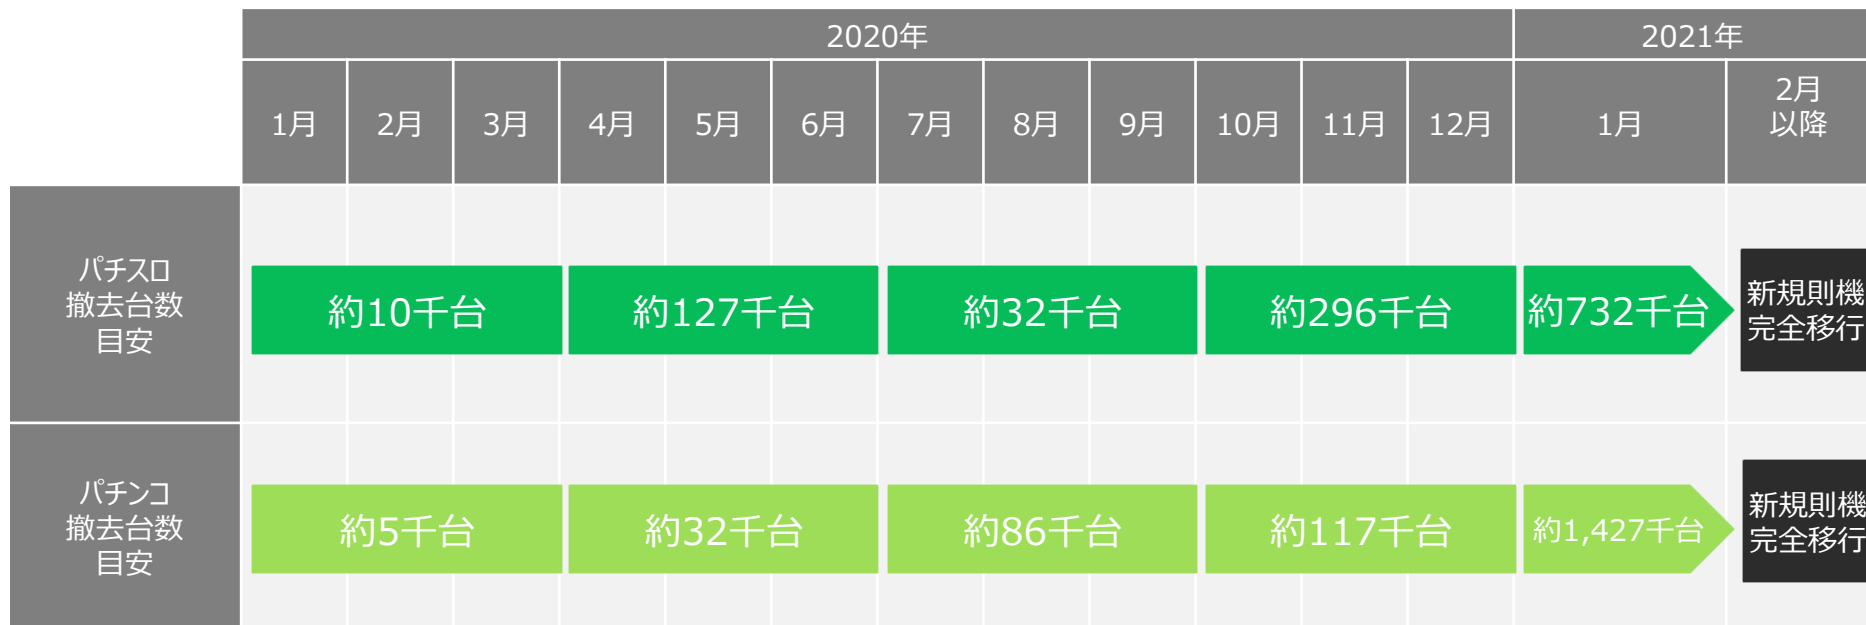 2020年
2021年
1月
2月
3月
4月
5月
6月
7月
8月
9月
10月
11月
12月
1月
2月
以降
パチスロ
撤去台数
目安
約10千台
約127千台
約32千台
約296千台
約732千台
新規則機
完全移行
パチンコ
撤去台数
目安
約5千台
約32千台
約86千台
約117千台
約1,427千台
新規則機
完全移行